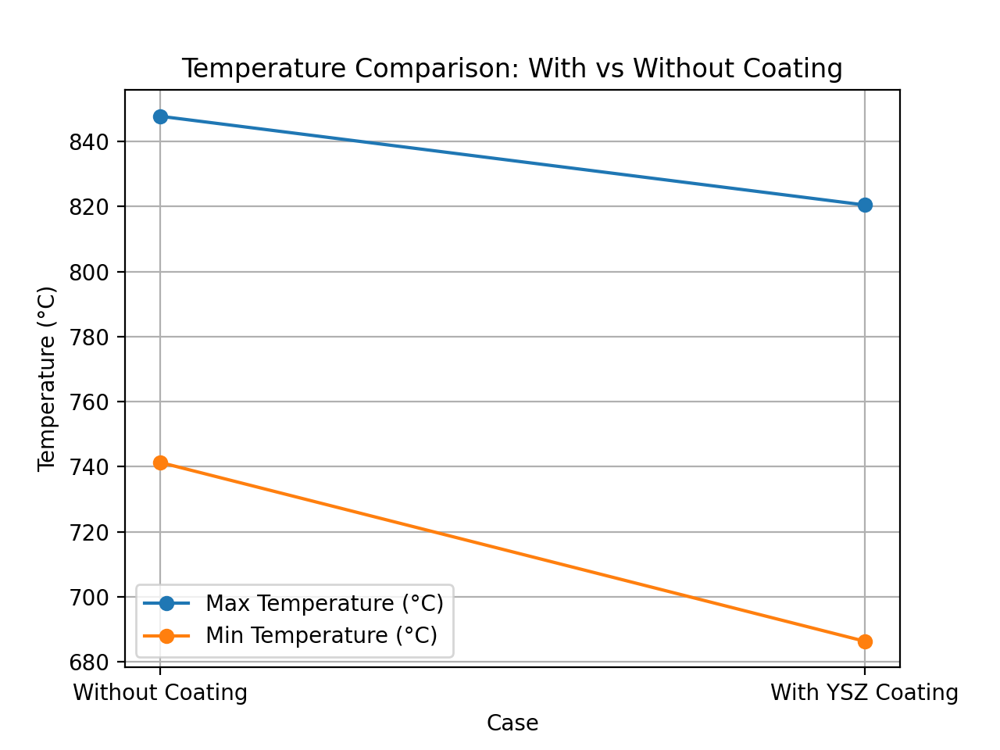 Temperature Comparison: With vs Without Coating
840
820
800
780
760
740
720
700
680
Temperature (°C)
Max Temperature (°C)
Min Temperature (°C)
Without Coating
With YSZ Coating
Case